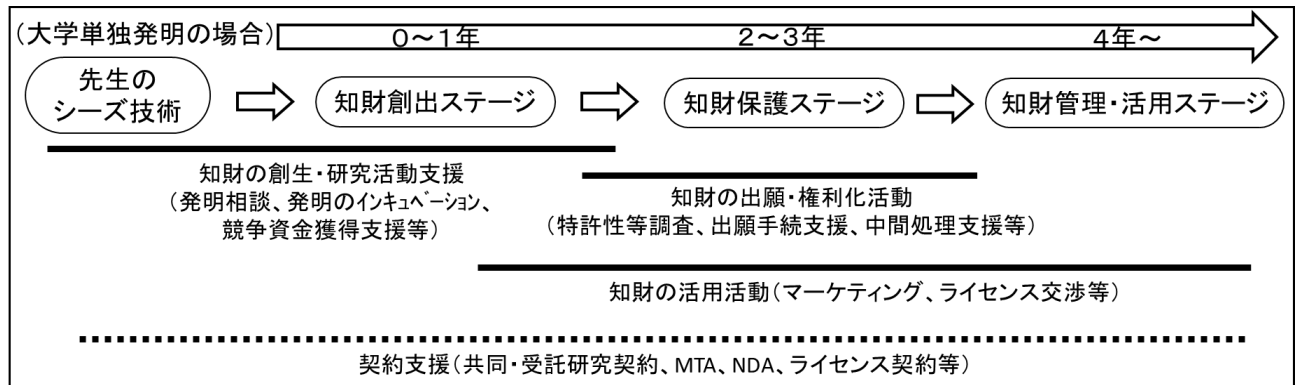 (大学単独発明の場合)
０～１年
２～３年
４年～
先生の
シーズ技術
知財創出ステージ
知財保護ステージ
知財管理・活用ステージ
知財の創生・研究活動支援
(発明相談、発明のインキュベーション、
競争資金獲得支援等)
知財の出願・権利化活動
(特許性等調査、出願手続支援、中間処理支援等)
知財の活用活動(マーケティング、ライセンス交渉等)
契約支援(共同・受託研究契約、MTA、NDA、ライセンス契約等)